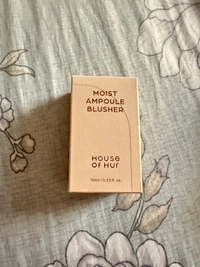 MOIST
AMPOULE
BLUSHER
HOUSE
OF HUR
10ml / 0.33 fl. oz.